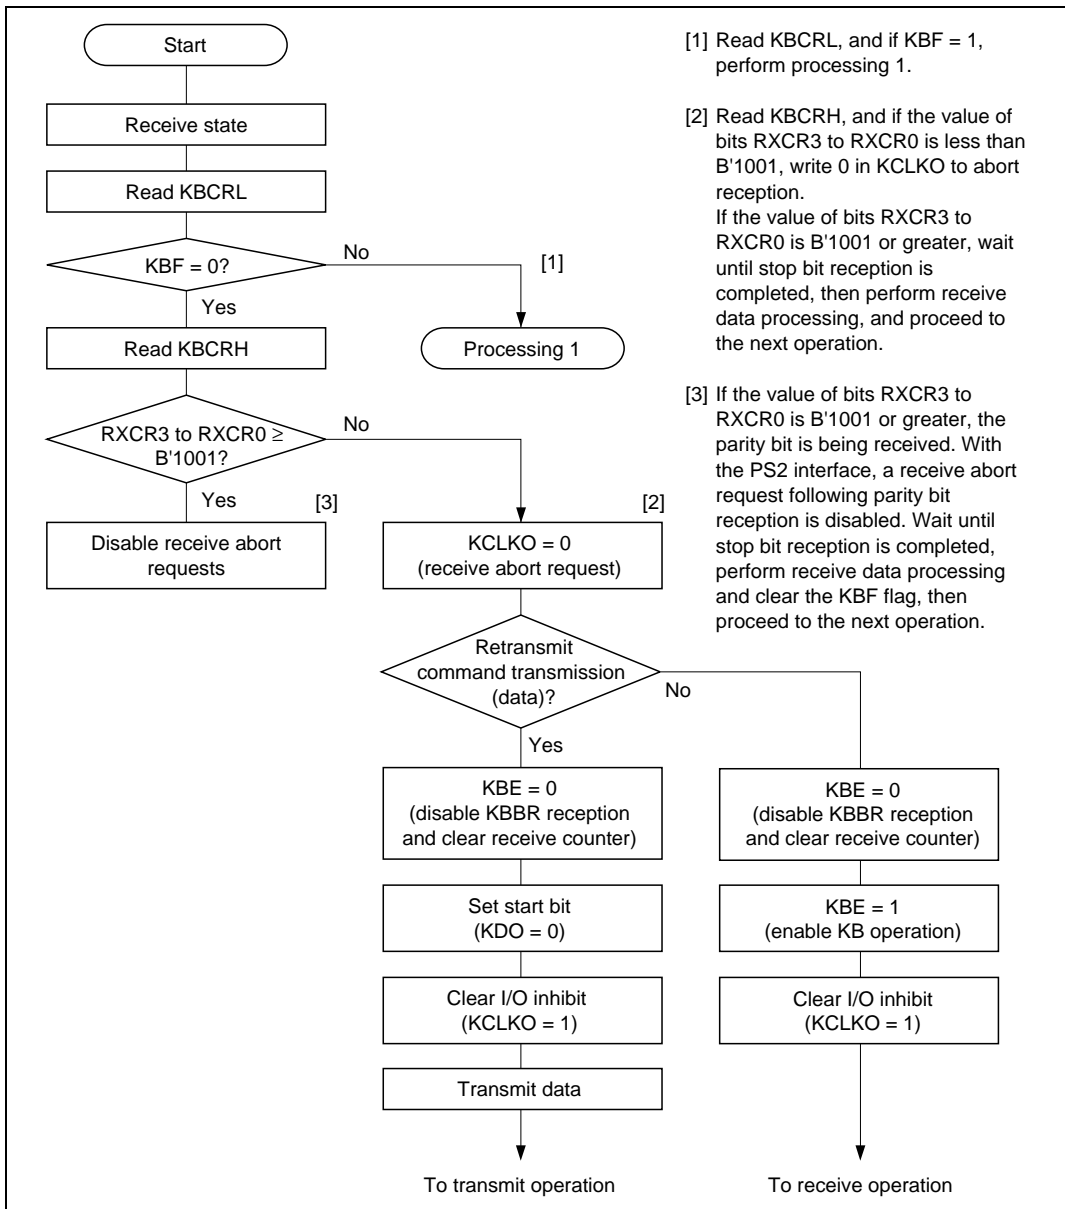 Start
Receive state
Read KBCRL
KBF = 0?
No
[1]
Yes
Processing 1
Read KBCRH
RXCR3 to RXCR0 ≥
B'1001?
No
Yes
[3]
[2]
Disable receive abort
requests
KCLKO = 0
(receive abort request)
Retransmit
command transmission
(data)?
No
Yes
KBE = 0
(disable KBBR reception
and clear receive counter)
Set start bit
(KDO = 0)
Clear I/O inhibit
(KCLKO = 1)
Transmit data
To transmit operation
KBE = 0
(disable KBBR reception
and clear receive counter)
KBE = 1
(enable KB operation)
Clear I/O inhibit
(KCLKO = 1)
To receive operation
[1] Read KBCRL, and if KBF = 1,
perform processing 1.
[2] Read KBCRH, and if the value of
bits RXCR3 to RXCR0 is less than
B'1001, write 0 in KCLKO to abort
reception.
If the value of bits RXCR3 to
RXCR0 is B'1001 or greater, wait
until stop bit reception is
completed, then perform receive
data processing, and proceed to
the next operation.
[3] If the value of bits RXCR3 to
RXCR0 is B'1001 or greater, the
parity bit is being received. With
the PS2 interface, a receive abort
request following parity bit
reception is disabled. Wait until
stop bit reception is completed,
perform receive data processing
and clear the KBF flag, then
proceed to the next operation.